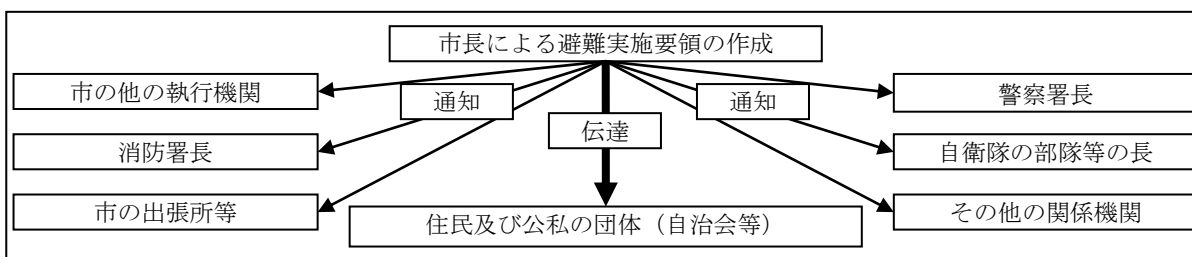 市長による避難実施要領の作成
市の他の執行機関
通知
通知
警察署長
消防署長
伝達
自衛隊の部隊等の長
市の出張所等
住民及び公私の団体（自治会等）
その他の関係機関